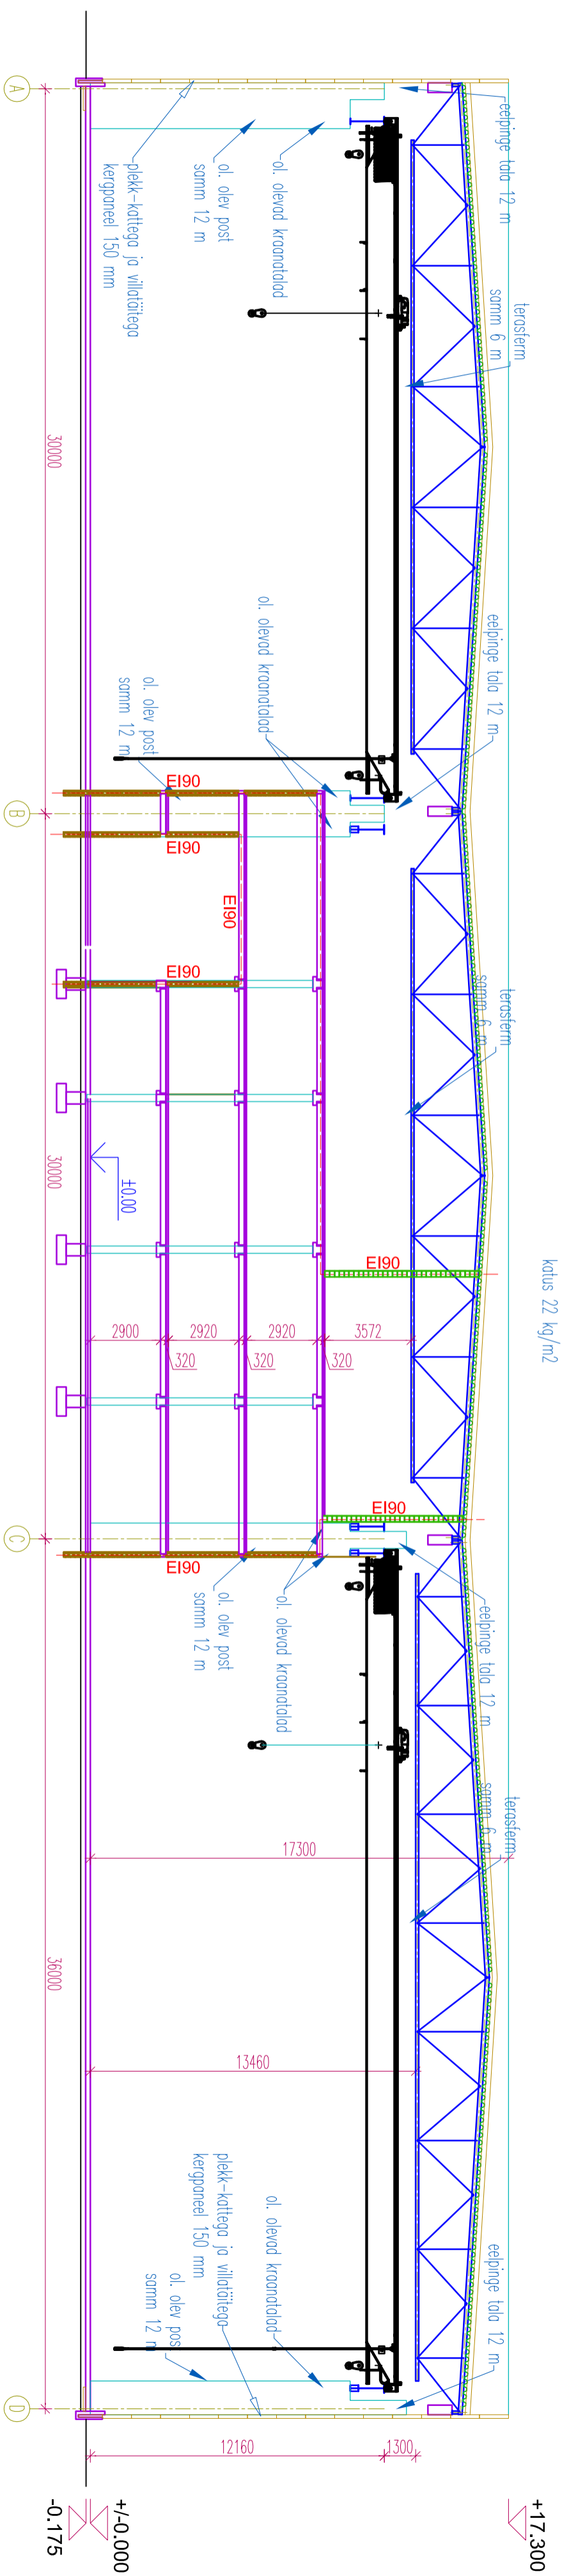 eelpinge tala 12 m
terasferm
samm 6 m
ol. olevad kraanatalad
ol. olev post
samm 12 m
plekk-kattega ja villatäitega
kergpaneel 150 mm
A
30000
eelpinge tala 12 m
ol. olevad kraanatalad
ol. olev post
samm 12 m
EI90
EI90
B
EI90
EI90
terasferm
samm 6 m
±0.00
30000
katus 22 kg/m2
EI90
2900
2920
2920
3572
320
320
320
EI90
EI90
C
eelpinge tala 12 m
ol. olevad kraanatalad
ol. olev post
samm 12 m
terasferm
samm 6 m
17300
36000
13460
eelpinge tala 12 m
ol. olevad kraanatalad
plekk-kattega ja villatäitega
kergpaneel 150 mm
ol. olev pos
samm 12 m
D
12160
1300
+17.300
+/-0.000
-0.175